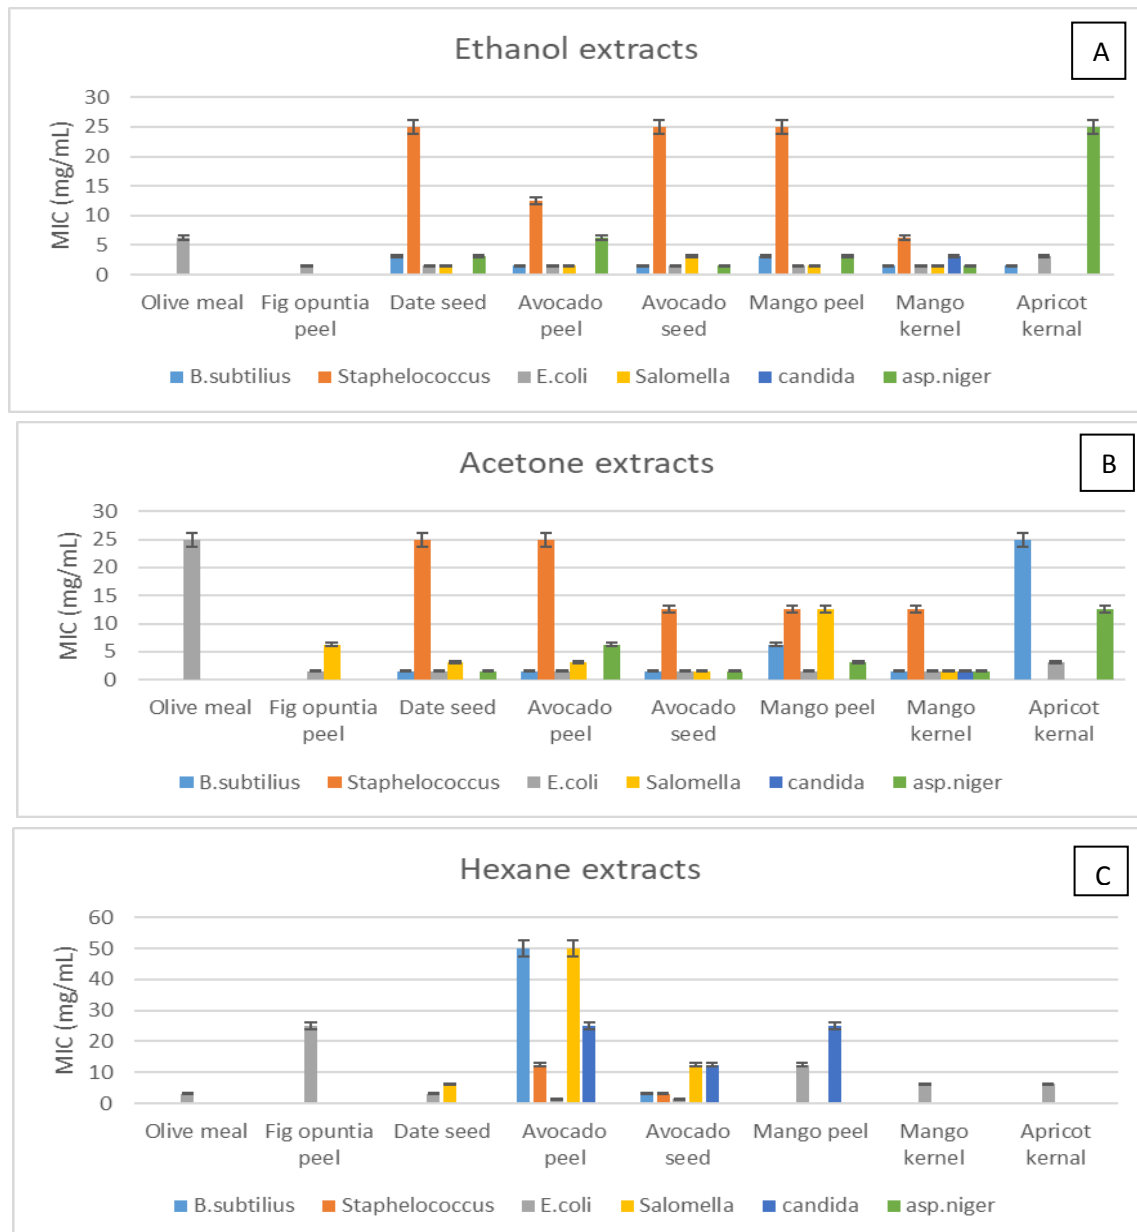 Ethanol extracts
A
MIC (mg/mL)
30
25
20
15
10
5
0
Olive meal Fig opuntia peel Date seed Avocado peel Avocado seed Mango peel Mango kernel Apricot kernal
B.subtilius Staphelococcus E.coli Salomella candida asp.niger
Acetone extracts
B
MIC (mg/mL)
30
25
20
15
10
5
0
Olive meal Fig opuntia peel Date seed Avocado peel Avocado seed Mango peel Mango kernel Apricot kernal
B.subtilius Staphelococcus E.coli Salomella candida asp.niger
Hexane extracts
C
MIC (mg/mL)
60
50
40
30
20
10
0
Olive meal Fig opuntia peel Date seed Avocado peel Avocado seed Mango peel Mango kernel Apricot kernal
B.subtilius Staphelococcus E.coli Salomella candida asp.niger